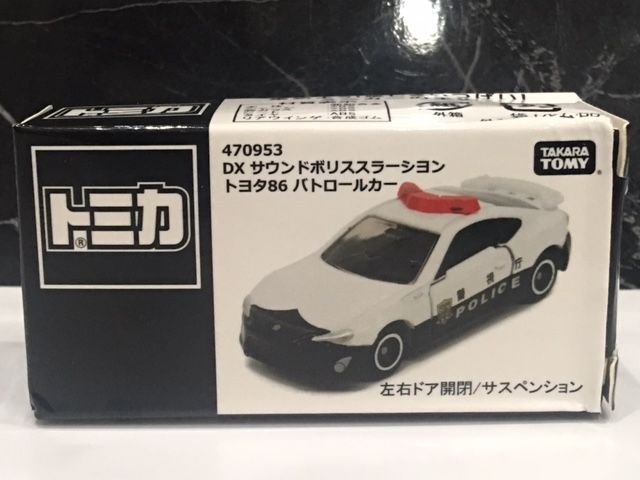 トミカ
®
470953
DX サウンドポリスステーション
トヨタ86 パトロールカー
TAKARA
TOMY
警視庁
POLICE
左右ドア開閉/サスペンション